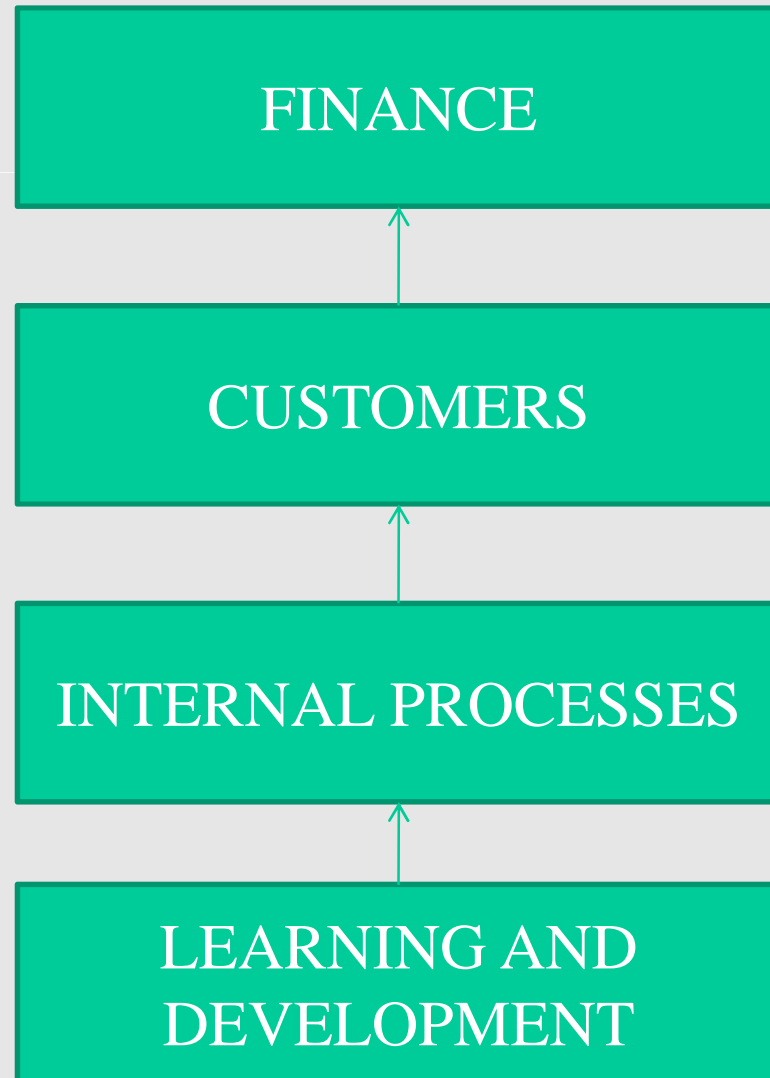 FINANCE
CUSTOMERS
INTERNAL PROCESSES
LEARNING AND
DEVELOPMENT